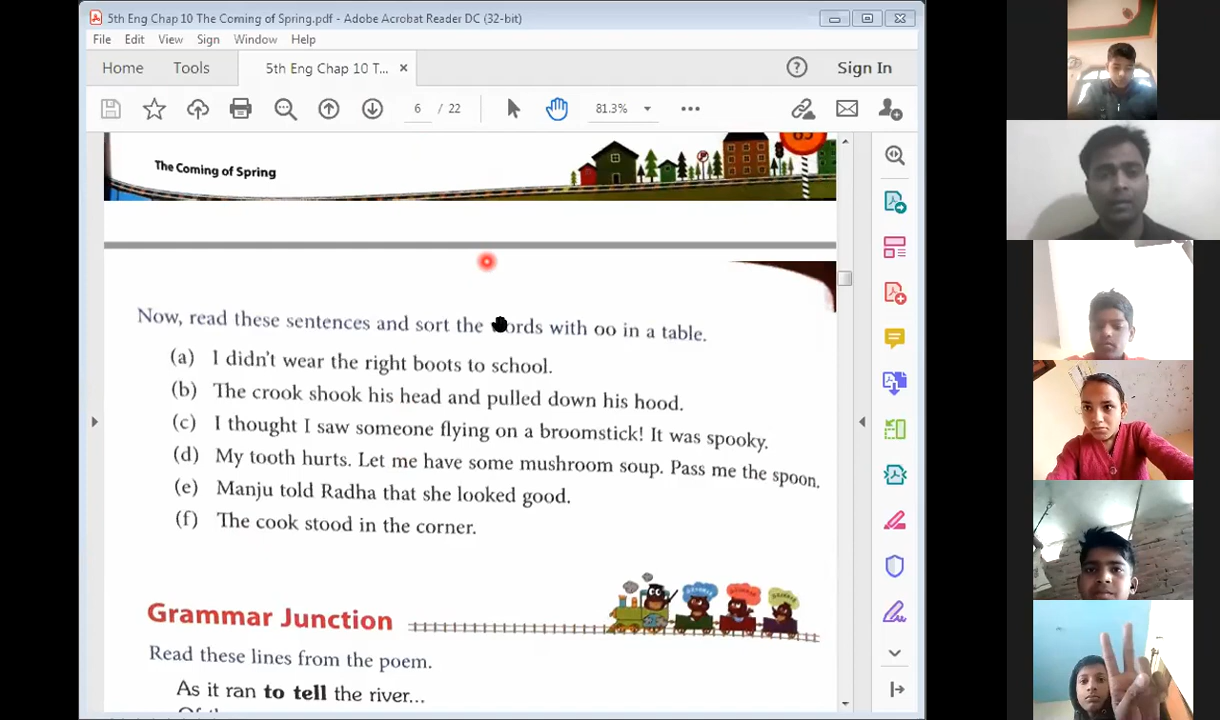 5th Eng Chap 10 The Coming of Spring.pdf - Adobe Acrobat Reader DC (32-bit)
File Edit View Sign Window Help
Home Tools 5th Eng Chap 10 T... × Sign In
6 / 22 81.3%
The Coming of Spring
Now, read these sentences and sort the words with oo in a table.
(a) I didn't wear the right boots to school.
(b) The crook shook his head and pulled down his hood.
(c) I thought I saw someone flying on a broomstick! It was spooky.
(d) My tooth hurts. Let me have some mushroom soup. Pass me the spoon.
(e) Manju told Radha that she looked good.
(f) The cook stood in the corner.
Grammar Junction
Read these lines from the poem.
As it ran to tell the river...